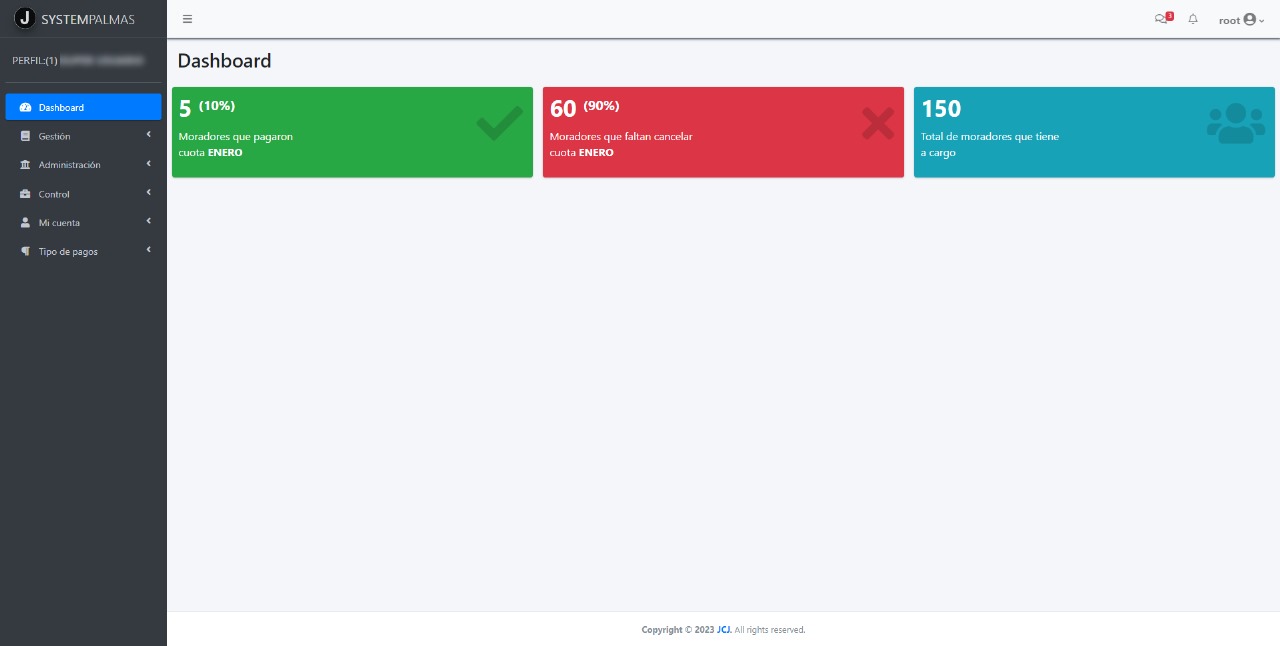 J SYSTEMPALMAS
3
root
PERFIL:(1)
Dashboard
Gestión
Administración
Control
Mi cuenta
Tipo de pagos
Dashboard
5 (10%)
Moradores que pagaron
cuota ENERO
60 (90%)
Moradores que faltan cancelar
cuota ENERO
150
Total de moradores que tiene
a cargo
Copyright © 2023 JCJ. All rights reserved.